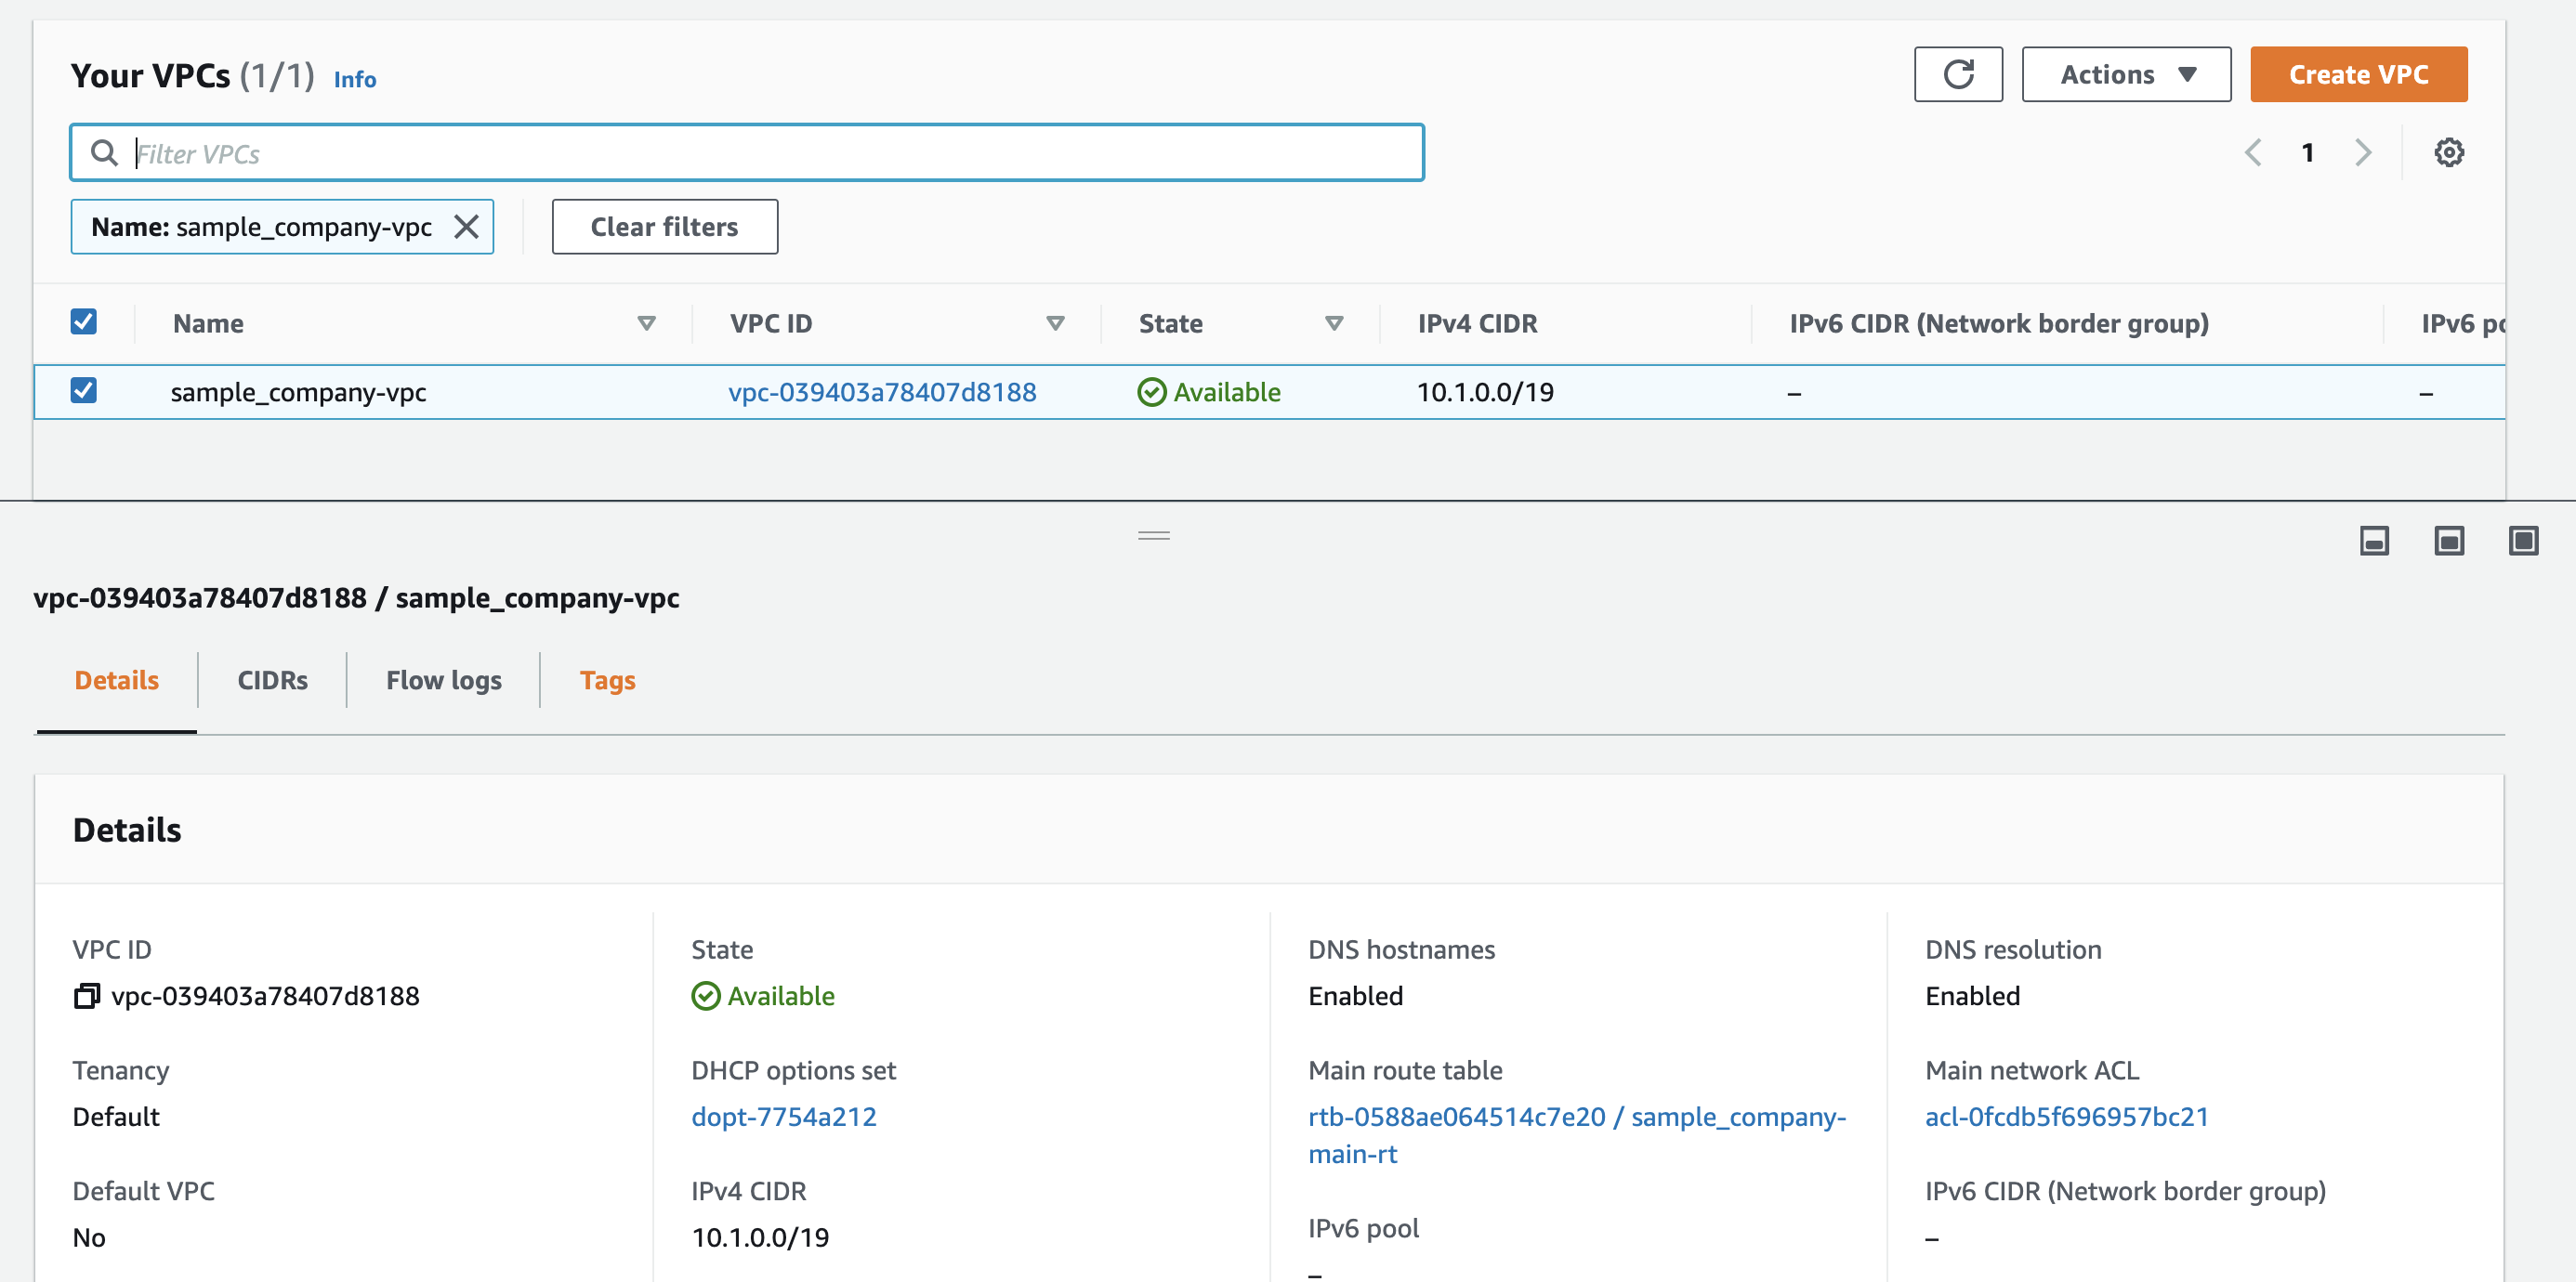 Your VPCs (1/1) Info
Actions
Create VPC
Filter VPCs
1
Name: sample_company-vpc
Clear filters
Name VPC ID State IPv4 CIDR IPv6 CIDR (Network border group) IPv6 po
sample_company-vpc vpc-039403a78407d8188 Available 10.1.0.0/19 – –
vpc-039403a78407d8188 / sample_company-vpc
Details CIDRs Flow logs Tags
Details
VPC ID
vpc-039403a78407d8188
Tenancy
Default
Default VPC
No
State
Available
DHCP options set
dopt-7754a212
IPv4 CIDR
10.1.0.0/19
DNS hostnames
Enabled
Main route table
rtb-0588ae064514c7e20 / sample_company-
main-rt
IPv6 pool
–
DNS resolution
Enabled
Main network ACL
acl-0fcdb5f696957bc21
IPv6 CIDR (Network border group)
–